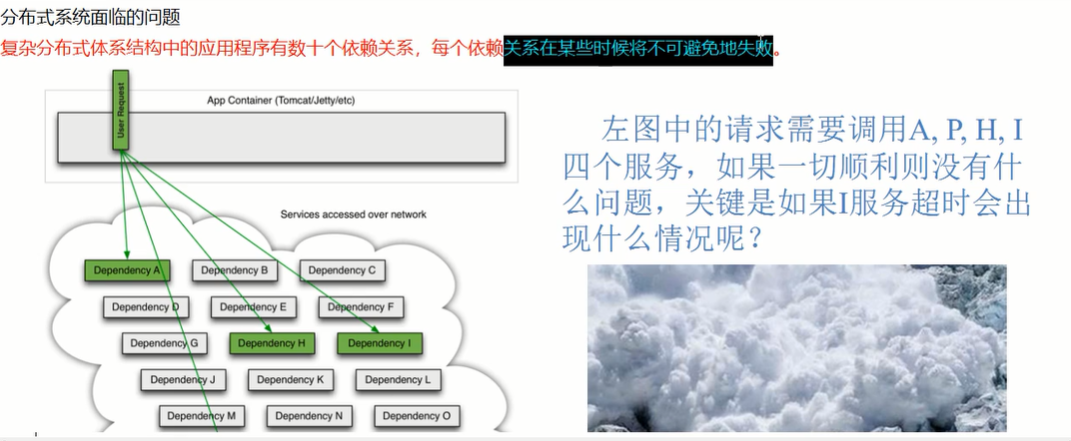 分布式系统面临的问题
复杂分布式体系结构中的应用程序有数十个依赖关系，每个依赖关系在某些时候将不可避免地失败。
App Container (Tomcat/Jetty/etc)
User Request
Services accessed over network
Dependency A
Dependency B
Dependency C
Dependency D
Dependency E
Dependency F
Dependency G
Dependency H
Dependency I
Dependency J
Dependency K
Dependency L
Dependency M
Dependency N
Dependency O
左图中的请求需要调用A, P, H, I
四个服务，如果一切顺利则没有什
么问题，关键是如果I服务超时会出
现什么情况呢？